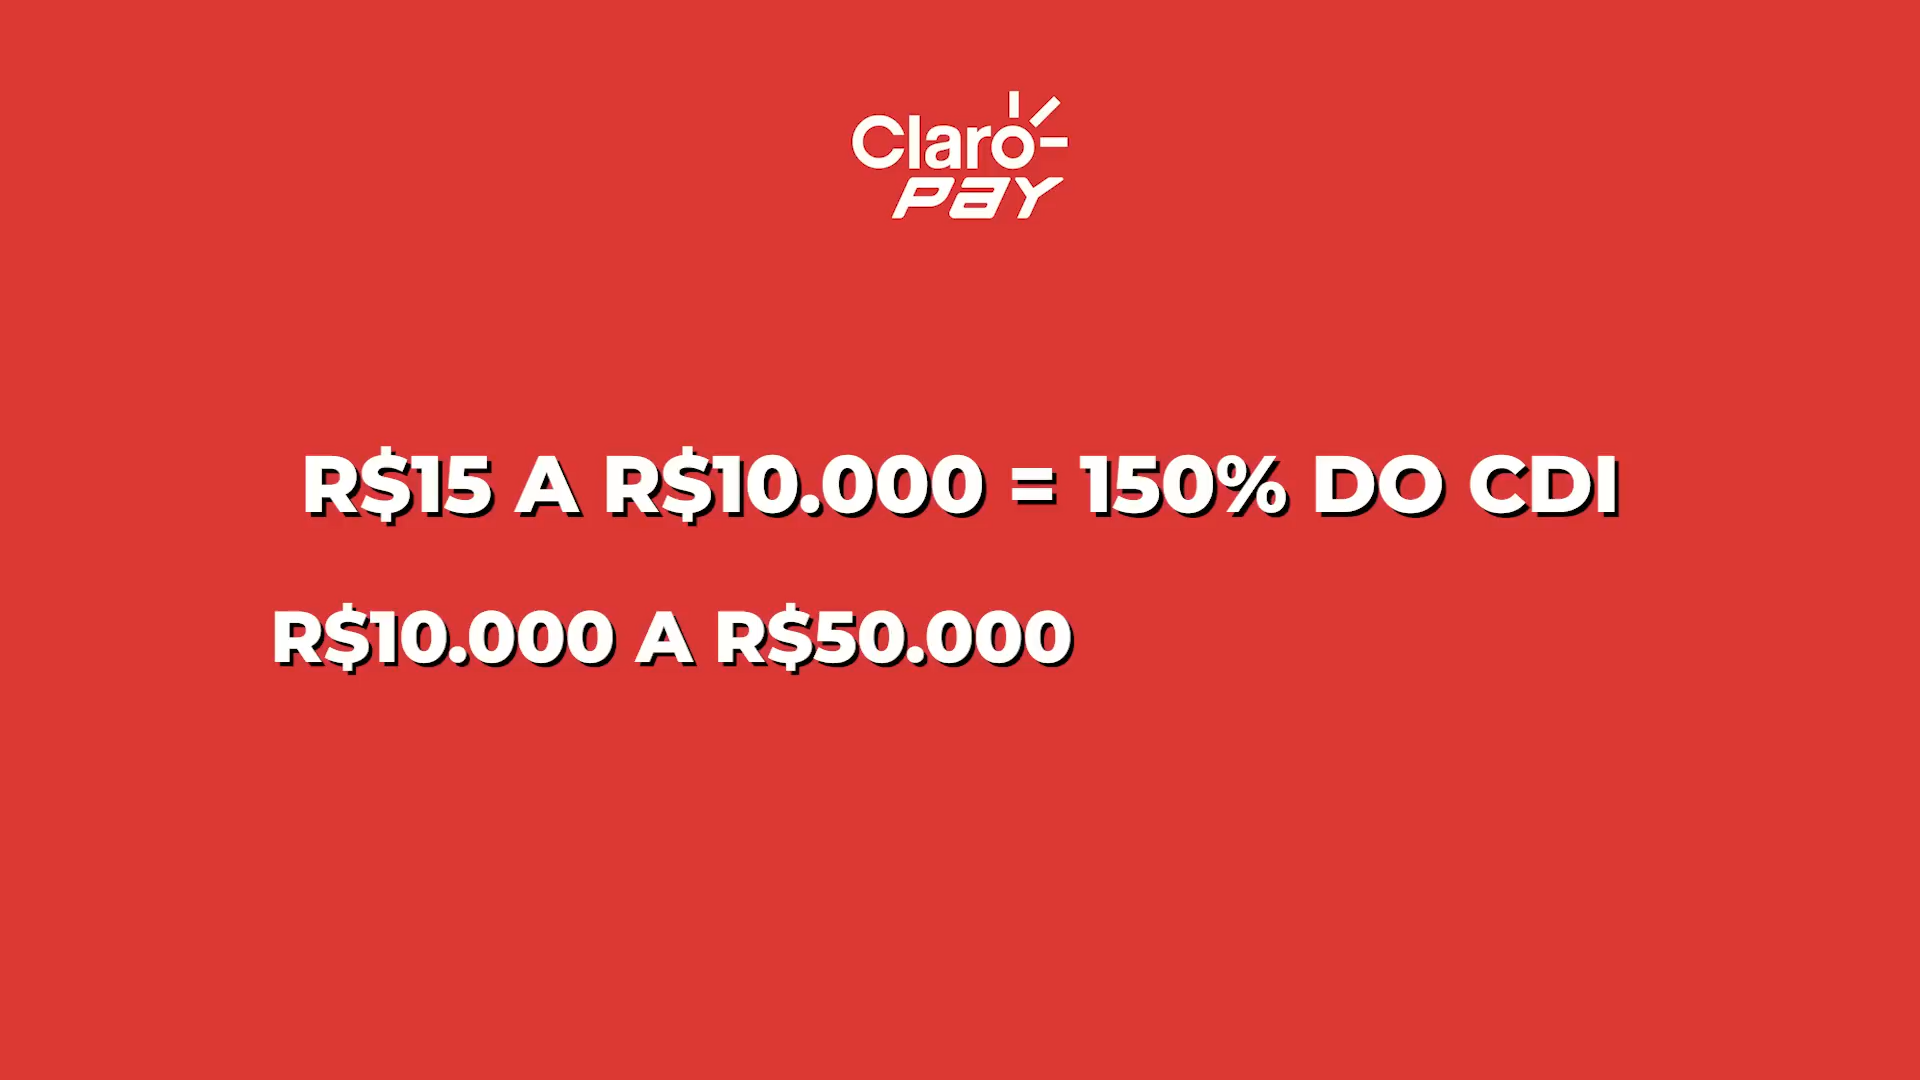 Claro
pay
R$15 A R$10.000 = 150% DO CDI
R$10.000 A R$50.000